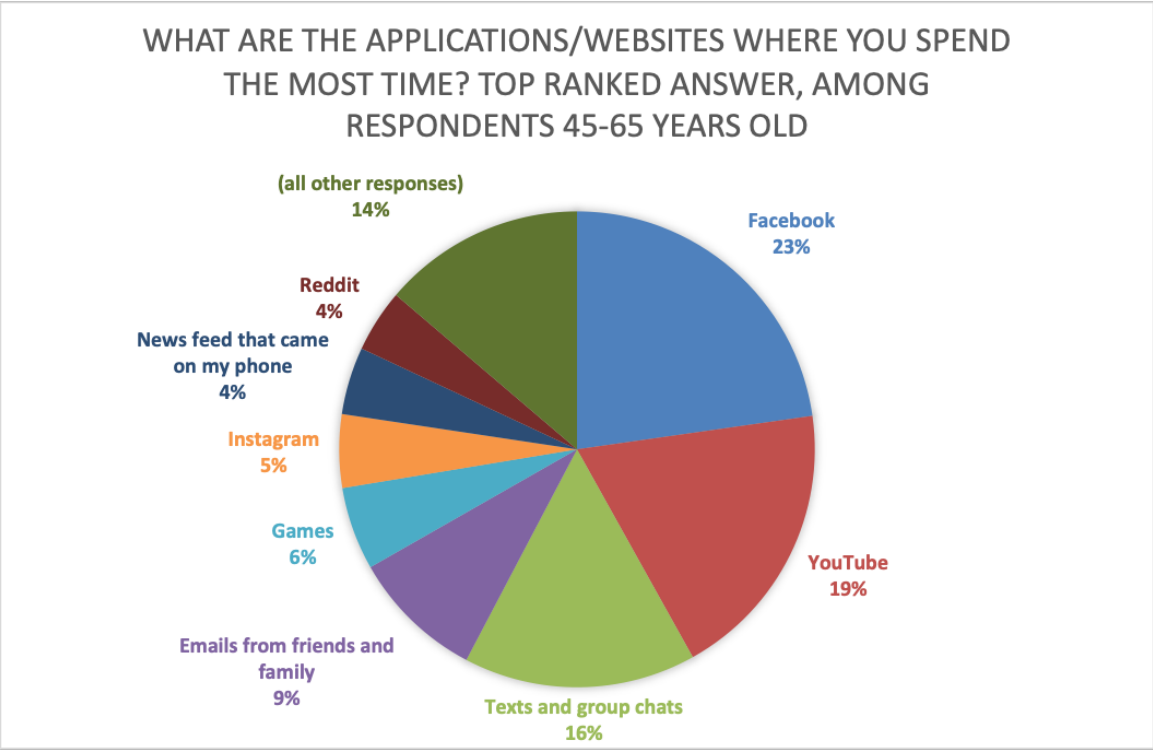 WHAT ARE THE APPLICATIONS/WEBSITES WHERE YOU SPEND
THE MOST TIME? TOP RANKED ANSWER, AMONG
RESPONDENTS 45-65 YEARS OLD
(all other responses)
14%
Facebook
23%
Reddit
4%
News feed that came
on my phone
4%
Instagram
5%
Games
6%
YouTube
19%
Emails from friends and
family
9%
Texts and group chats
16%